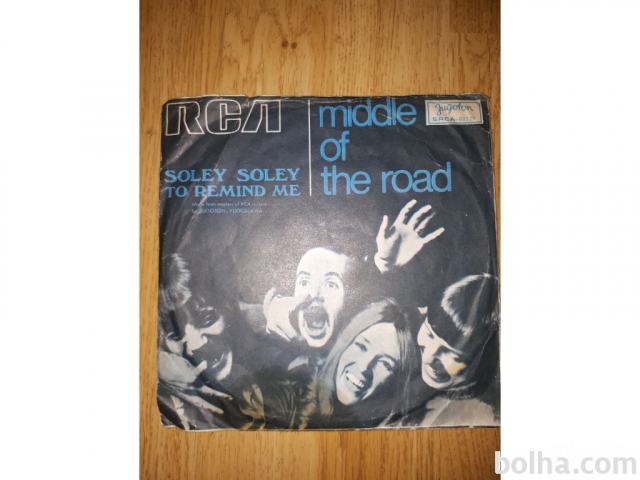 RCA
middle
of
the road
Jugoton
SOLEY SOLEY
TO REMIND ME
bolha.com